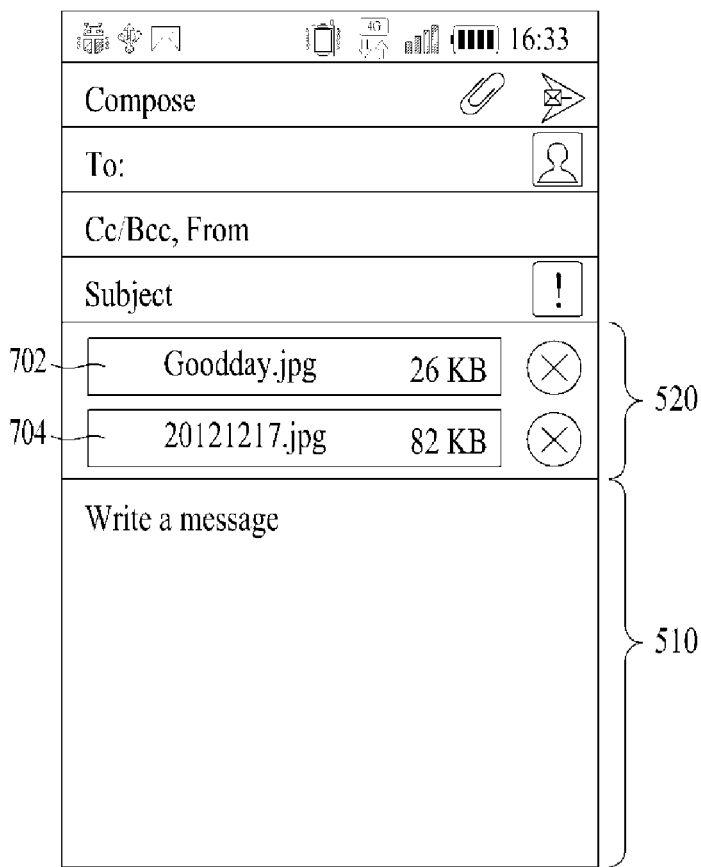 4G 16:33
Compose
To:
Cc/Bcc, From
Subject !
702 Goodday.jpg 26 KB
520
704 20121217.jpg 82 KB
Write a message
510